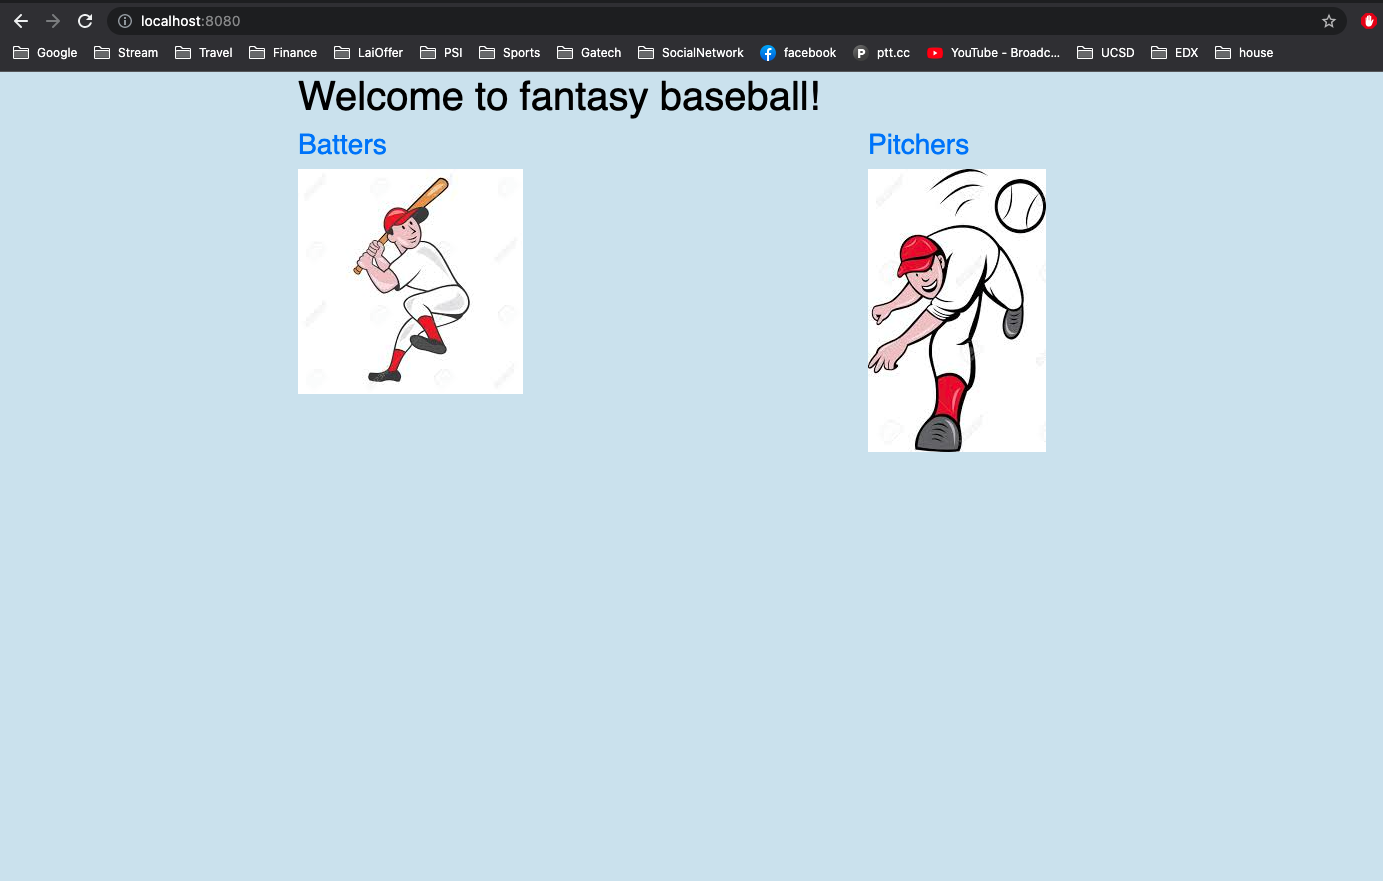 localhost:8080
Google Stream Travel Finance LaiOffer PSI Sports Gatech SocialNetwork facebook P ptt.cc YouTube - Broadc... UCSD EDX house
Welcome to fantasy baseball!
Batters Pitchers